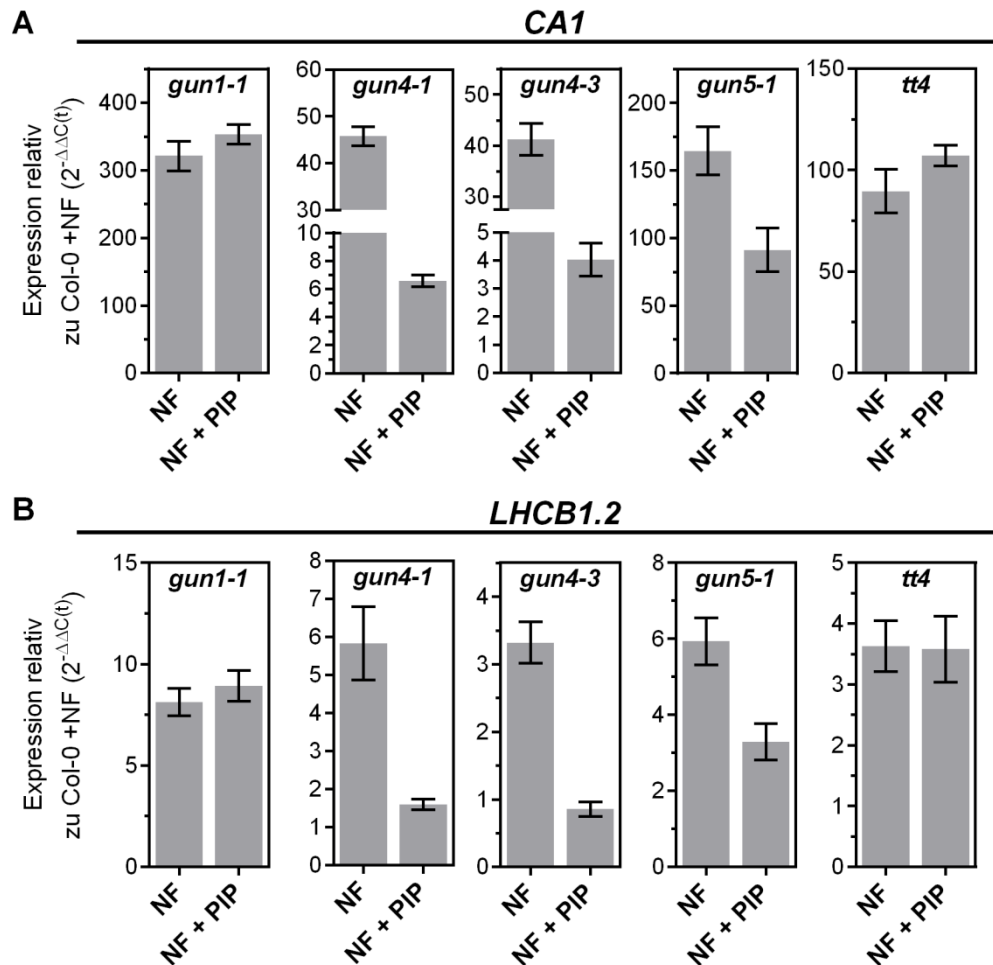 A
CA1
Expression relativ
zu Col-0 +NF (2-ΔΔC(t))
gun1-1
400
300
200
100
0
NF
NF + PIP
gun4-1
60
50
40
30
10
8
6
4
2
0
NF
NF + PIP
gun4-3
50
40
30
5
4
3
2
1
0
NF
NF + PIP
gun5-1
200
150
100
50
0
NF
NF + PIP
tt4
150
100
50
0
NF
NF + PIP
B
LHCB1.2
Expression relativ
zu Col-0 +NF (2-ΔΔC(t))
gun1-1
15
10
5
0
NF
NF + PIP
gun4-1
8
7
6
5
4
3
2
1
0
NF
NF + PIP
gun4-3
4
3
2
1
0
NF
NF + PIP
gun5-1
8
6
4
2
0
NF
NF + PIP
tt4
5
4
3
2
1
0
NF
NF + PIP